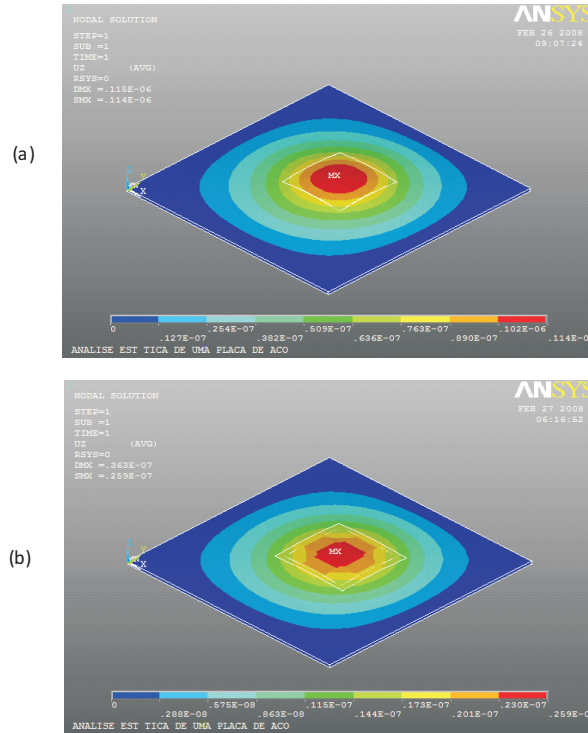 (a)
NODAL SOLUTION
STEP=1
SUB =1
TIME=1
UZ (AVG)
RSYS=0
DMX =.115E-06
SMX =.114E-06
ANSYS
FEB 26 2008
09:07:24
MX
Z
Y
X
0 .254E-07 .509E-07 .763E-07 .102E-06
.127E-07 .382E-07 .636E-07 .890E-07 .114E-0
ANALISE EST TICA DE UMA PLACA DE ACO
(b)
NODAL SOLUTION
STEP=1
SUB =1
TIME=1
UZ (AVG)
RSYS=0
DMX =.363E-07
SMX =.259E-07
ANSYS
FEB 27 2008
06:16:52
MX
Z
Y
X
0 .575E-08 .115E-07 .173E-07 .230E-07
.288E-08 .863E-08 .144E-07 .201E-07 .259E-0
ANALISE EST TICA DE UMA PLACA DE ACO